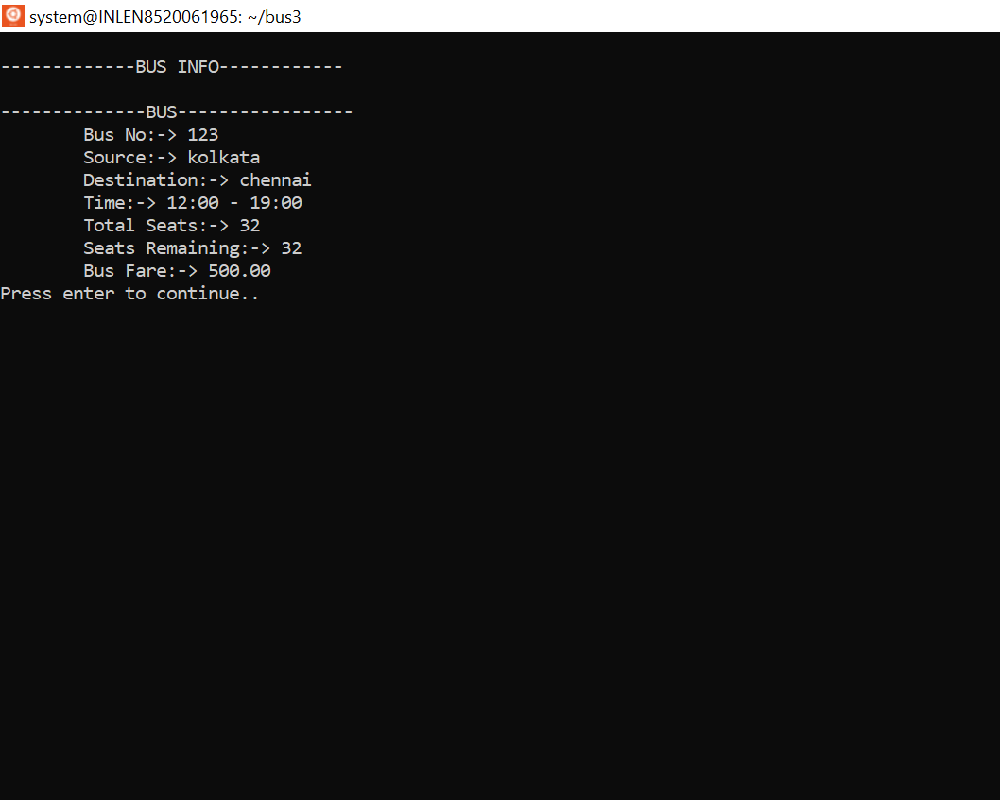 system@INLEN8520061965: ~/bus3
-------------BUS INFO------------
--------------BUS-----------------
Bus No:-> 123
Source:-> kolkata
Destination:-> chennai
Time:-> 12:00 - 19:00
Total Seats:-> 32
Seats Remaining:-> 32
Bus Fare:-> 500.00
Press enter to continue..